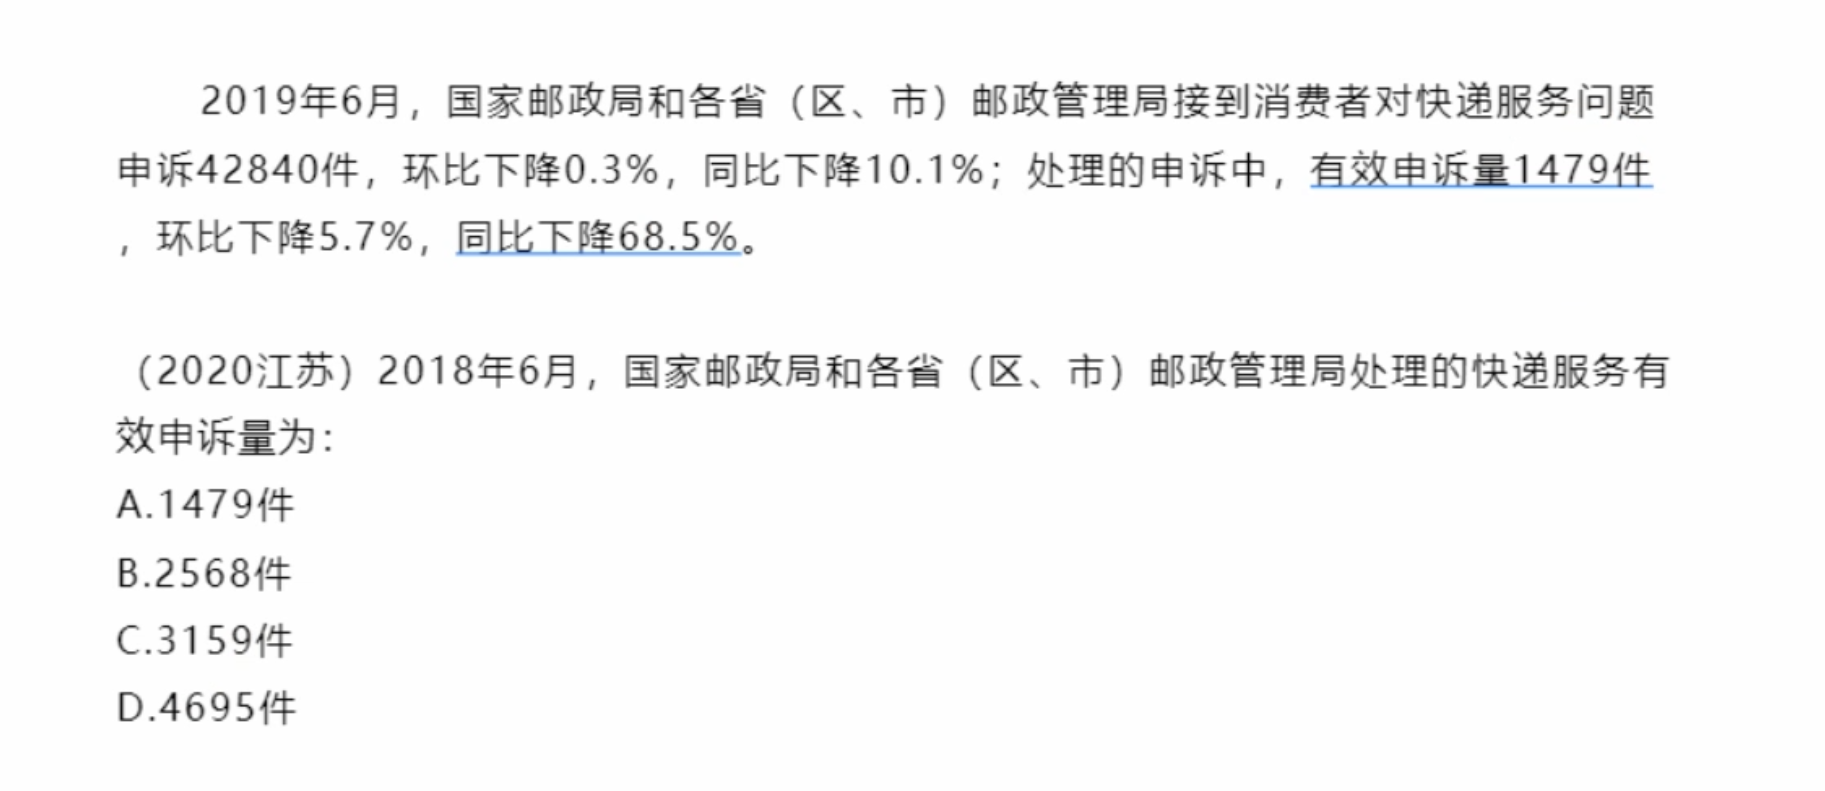 2019年6月，国家邮政局和各省（区、市）邮政管理局接到消费者对快递服务问题
申诉42840件，环比下降0.3%，同比下降10.1%；处理的申诉中，有效申诉量1479件
，环比下降5.7%，同比下降68.5%。
（2020江苏）2018年6月，国家邮政局和各省（区、市）邮政管理局处理的快递服务有
效申诉量为：
A.1479件
B.2568件
C.3159件
D.4695件